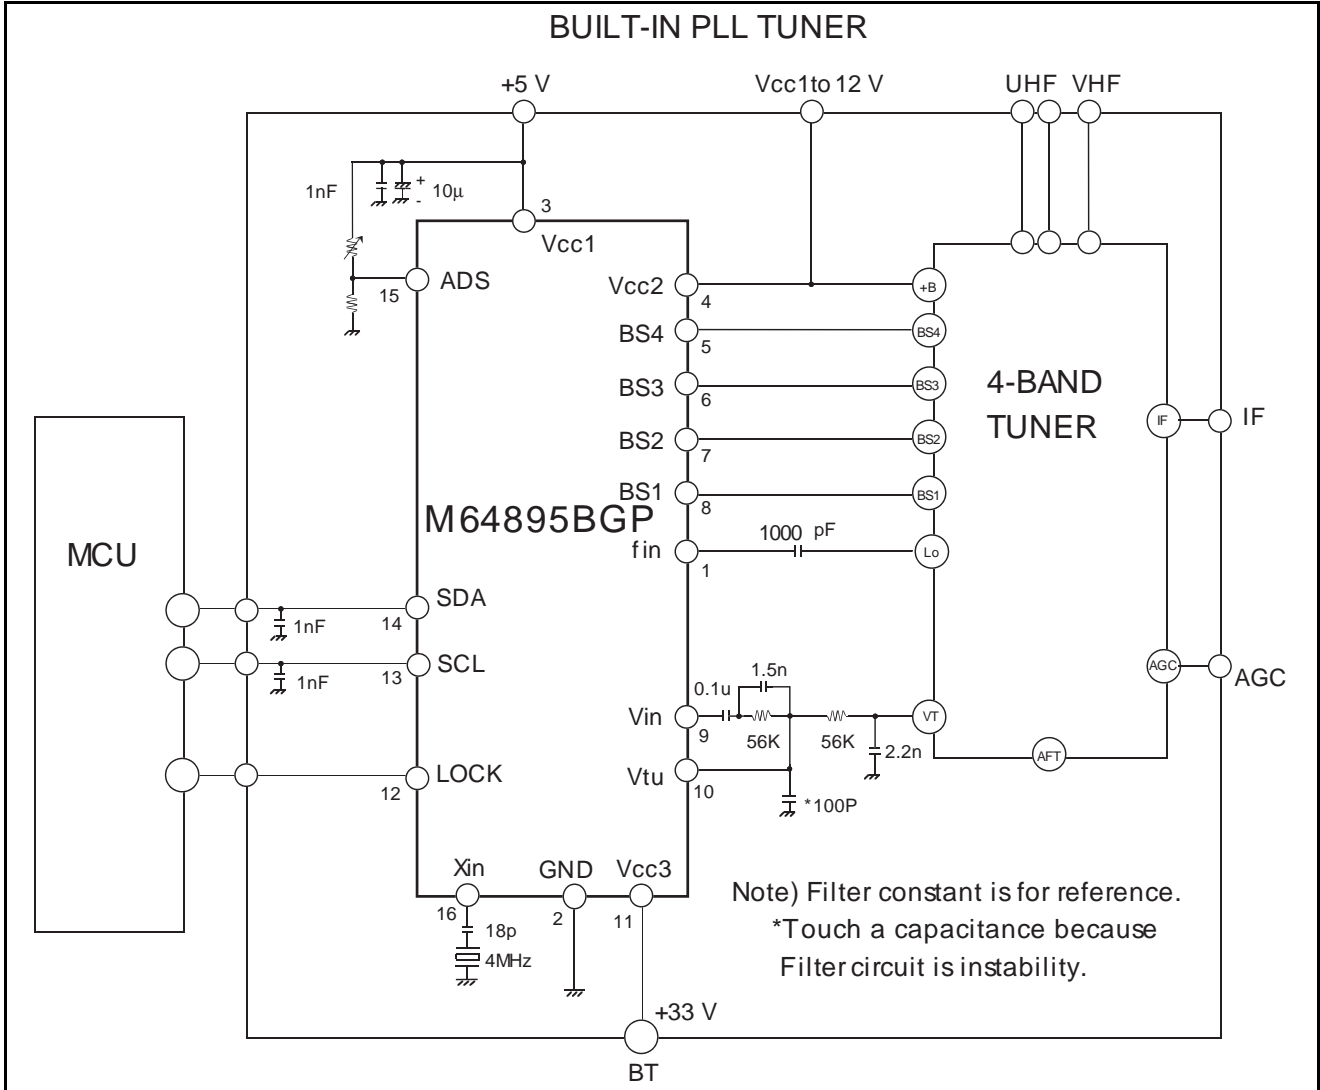 BUILT-IN PLL TUNER
+5 V
Vcc1to 12 V
UHF
VHF
1nF
+
-
10µ
3
Vcc1
15
ADS
Vcc2
4
+B
BS4
5
BS4
BS3
6
BS3
4-BAND
TUNER
IF
IF
BS2
7
BS2
BS1
8
BS1
M64895BGP
fin
1
1000 pF
Lo
MCU
SDA
14
1nF
SCL
13
1nF
AGC
AGC
Vin
9
0.1u
1.5n
56K
56K
2.2n
VT
AFT
LOCK
12
Vtu
10
*100P
Xin
GND
Vcc3
16
2
11
18p
4MHz
Note) Filter constant is for reference.
*Touch a capacitance because
Filter circuit is instability.
+33 V
BT